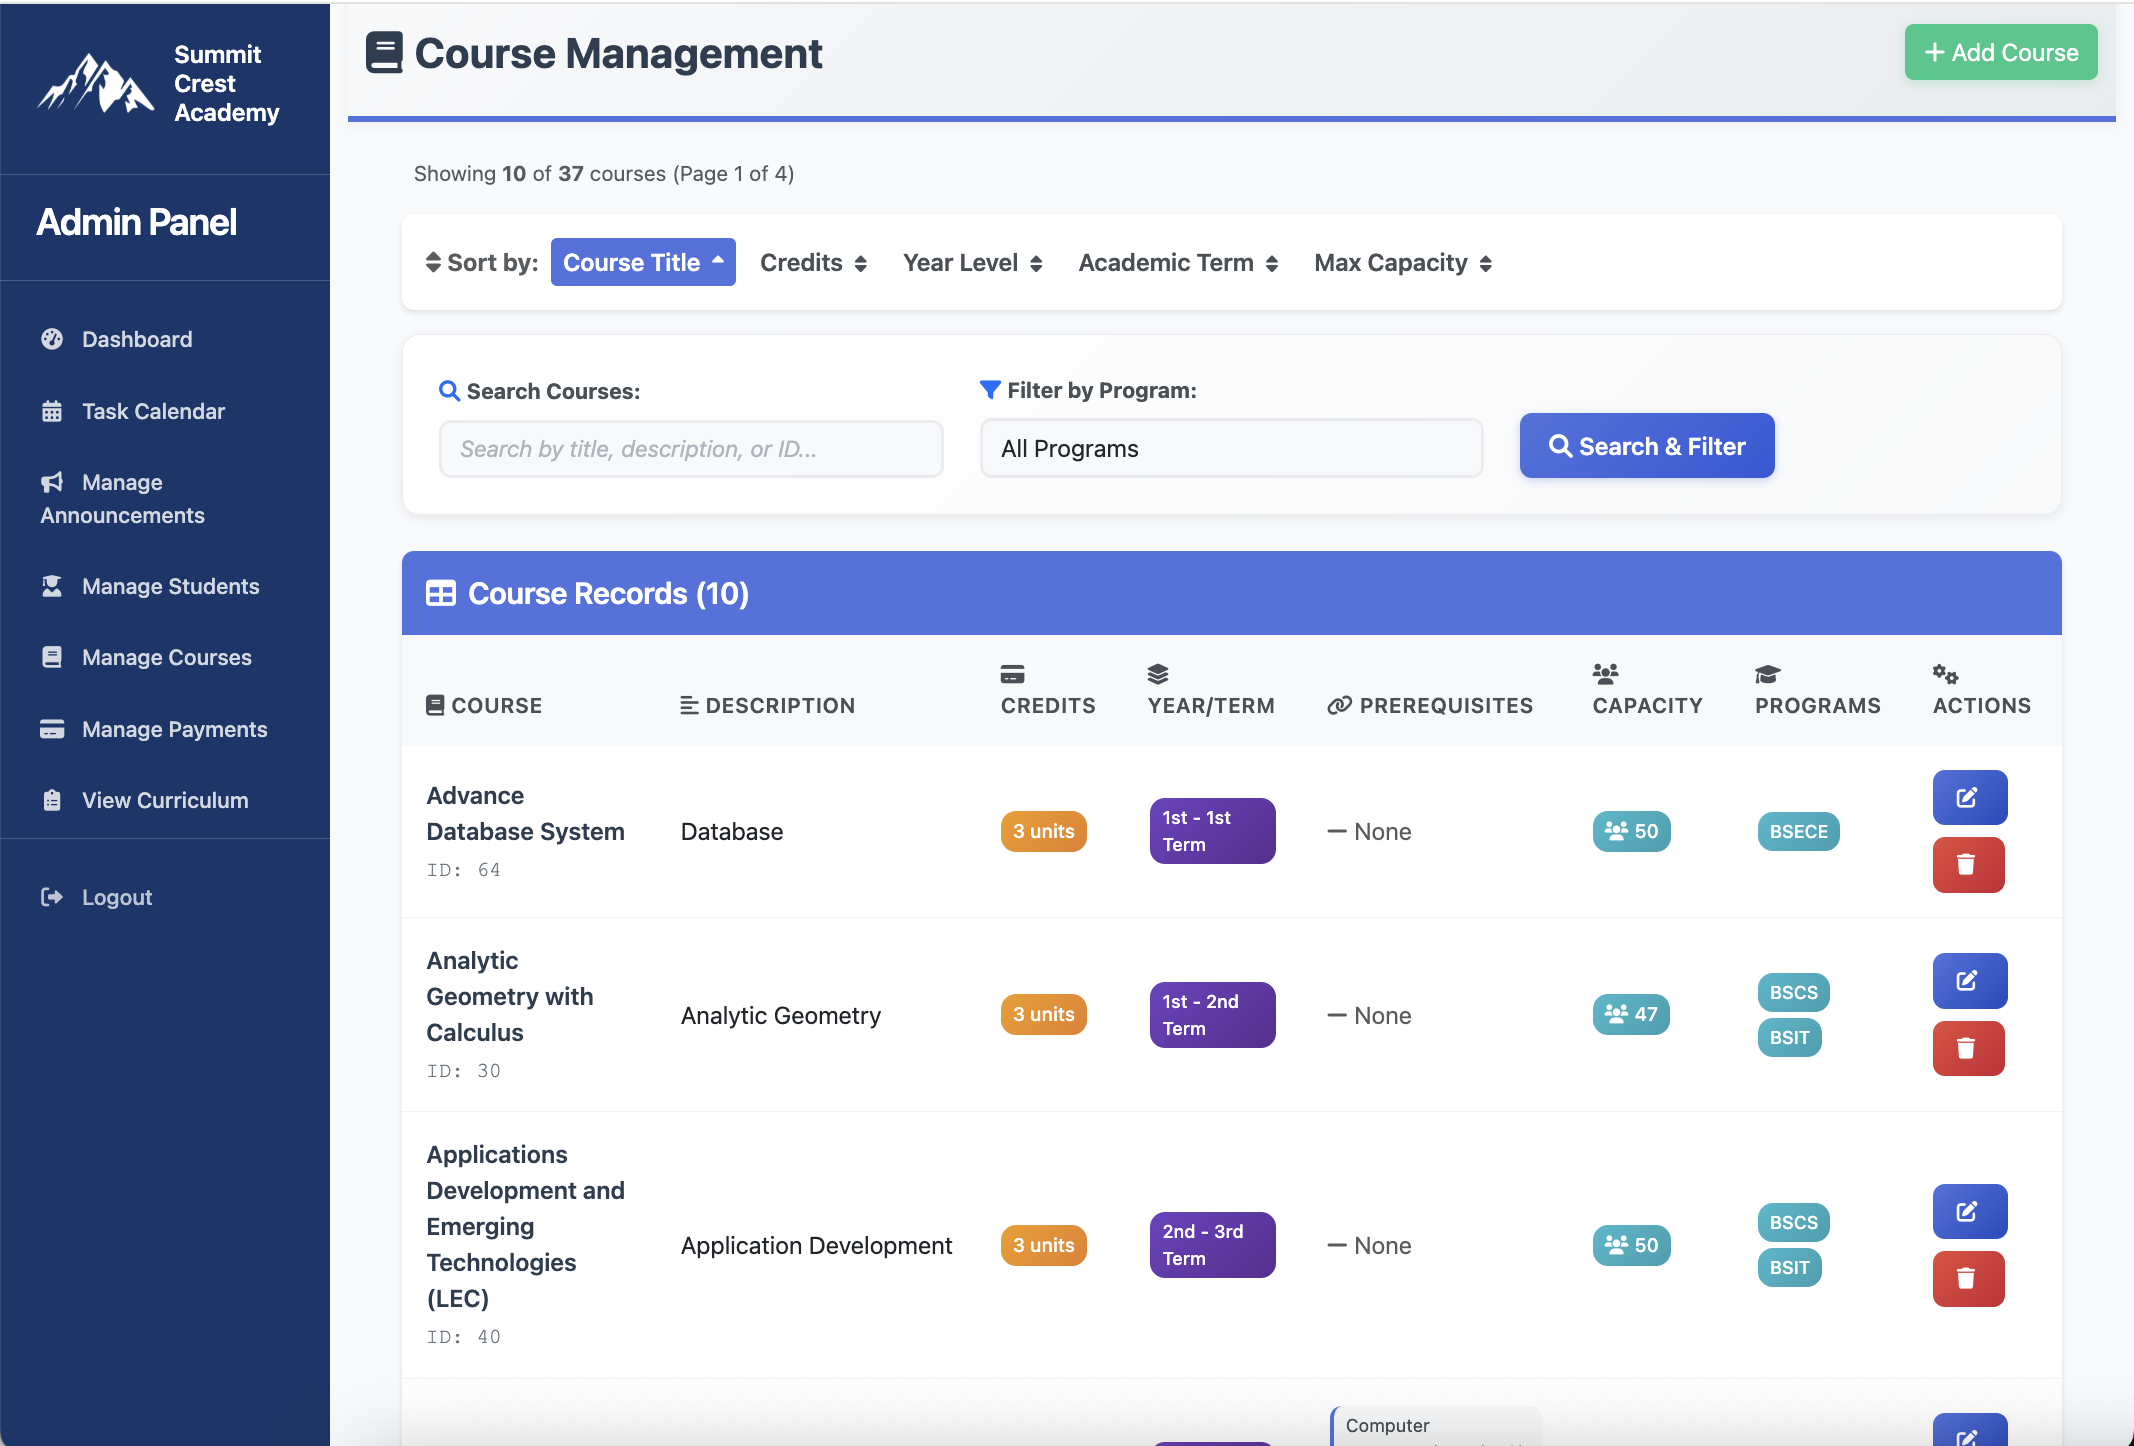 Summit
Crest
Academy
Admin Panel
Dashboard
Task Calendar
Manage
Announcements
Manage Students
Manage Courses
Manage Payments
View Curriculum
Logout
Course Management
+ Add Course
Showing 10 of 37 courses (Page 1 of 4)
Sort by: Course Title Credits Year Level Academic Term Max Capacity
Search Courses:
Search by title, description, or ID...
Filter by Program:
All Programs
Search & Filter
Course Records (10)
COURSE DESCRIPTION CREDITS YEAR/TERM PREREQUISITES CAPACITY PROGRAMS ACTIONS
Advance
Database System
ID: 64
Database
3 units
1st - 1st
Term
— None
50
BSECE
Analytic
Geometry with
Calculus
ID: 30
Analytic Geometry
3 units
1st - 2nd
Term
— None
47
BSCS
BSIT
Applications
Development and
Emerging
Technologies
(LEC)
ID: 40
Application Development
3 units
2nd - 3rd
Term
— None
50
BSCS
BSIT
Computer